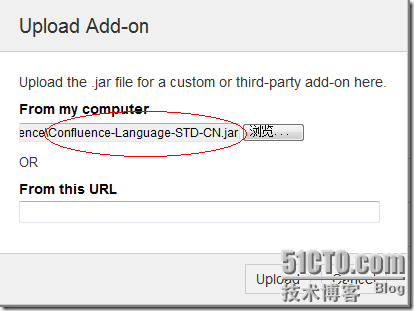 Upload Add-on
Upload the .jar file for a custom or third-party add-on here.
From my computer
ence\Confluence-Language-STD-CN.jar 浏览...
OR
From this URL
Upload Cancel
51CTO.com
技术博客 Blog